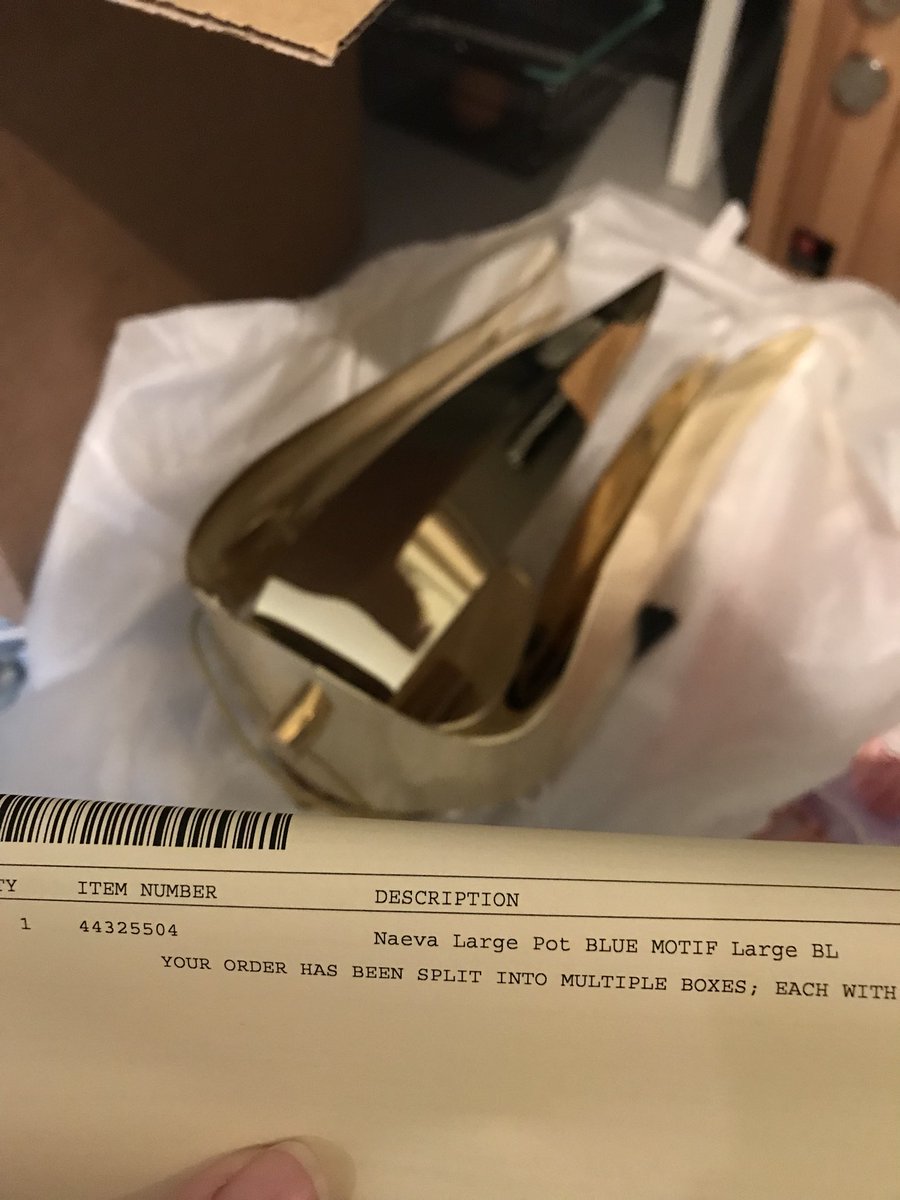 TY ITEM NUMBER DESCRIPTION
1 44325504 Naeva Large Pot BLUE MOTIF Large BL
YOUR ORDER HAS BEEN SPLIT INTO MULTIPLE BOXES; EACH WITH